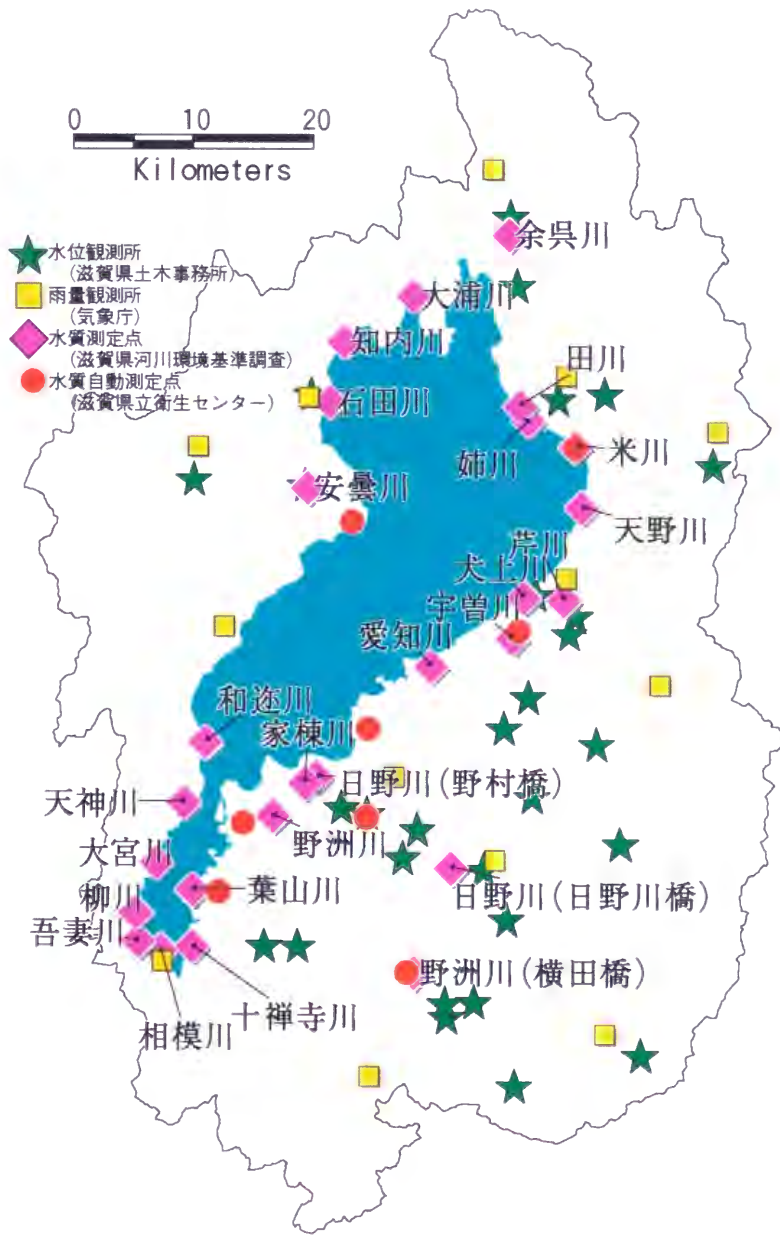 0 10 20
Kilometers
水位観測所
(滋賀県土木事務所)
雨量観測所
(気象庁)
水質測定点
(滋賀県河川環境基準調査)
水質自動測定点
(滋賀県立衛生センター)
余呉川
大浦川
知内川
田川
石田川
姉川
米川
安曇川
天野川
芹川
犬上川
宇曽川
愛知川
和迩川
家棟川
日野川(野村橋)
天神川
野洲川
大宮川
葉山川
日野川(日野川橋)
柳川
吾妻川
野洲川(横田橋)
十禅寺川
相模川